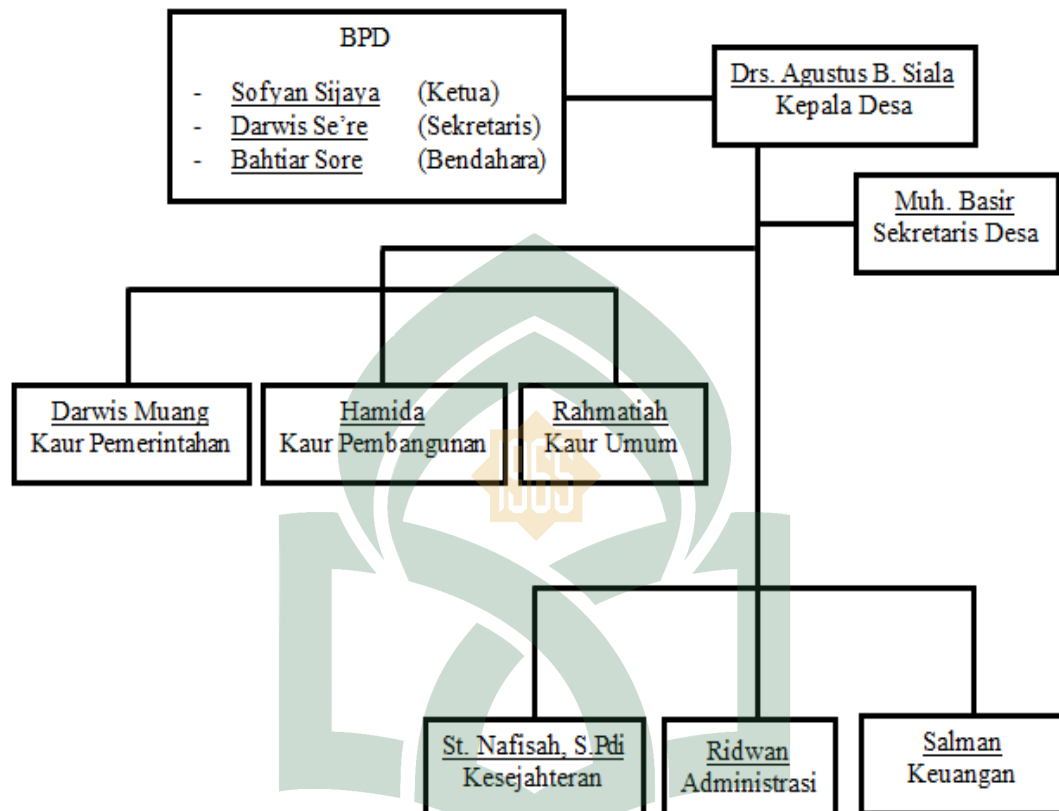 BPD
- Sofyan Sijaya (Ketua)
- Darwis Se're (Sekretaris)
- Bahtiar Sore (Bendahara)
Drs. Agustus B. Siala
Kepala Desa
Muh. Basir
Sekretaris Desa
Darwis Muang
Kaur Pemerintahan
Hamida
Kaur Pembangunan
Rahmatiah
Kaur Umum
1965
St. Nafisah, S.Pdi
Kesejahteran
Ridwan
Administrasi
Salman
Keuangan